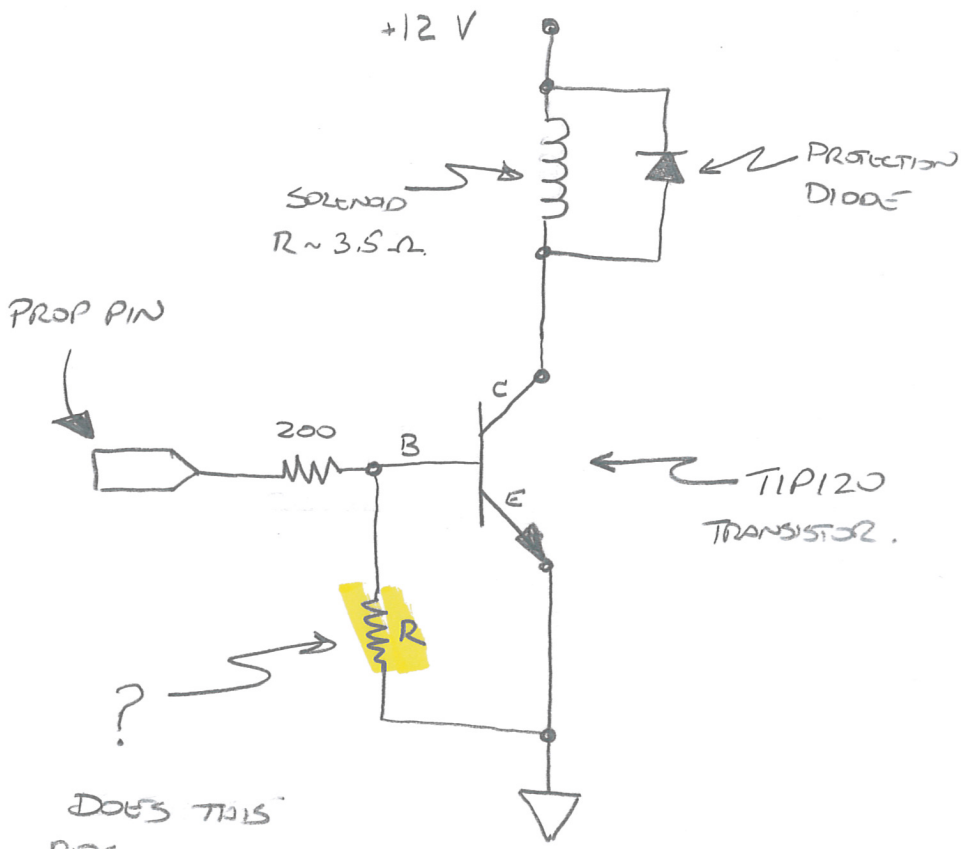 +12 V
SOLENOID
R ~ 3.5 Ω
PROTECTION
DIODE
PROP PIN
200
B
C
E
TIP120
TRANSISTOR.
R
?
DOES THIS